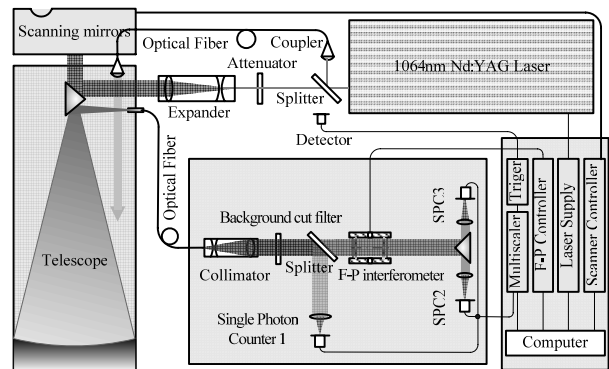 Scanning mirrors
Optical Fiber
Coupler
Attenuator
1064nm Nd:YAG Laser
Expander
Splitter
Detector
Optical Fiber
Telescope
Background cut filter
Collimator
Splitter
F-P interferometer
SPC3
SPC2
Single Photon
Counter 1
Triger
Multiscaler
F-P Controller
Laser Supply
Scanner Controller
Computer